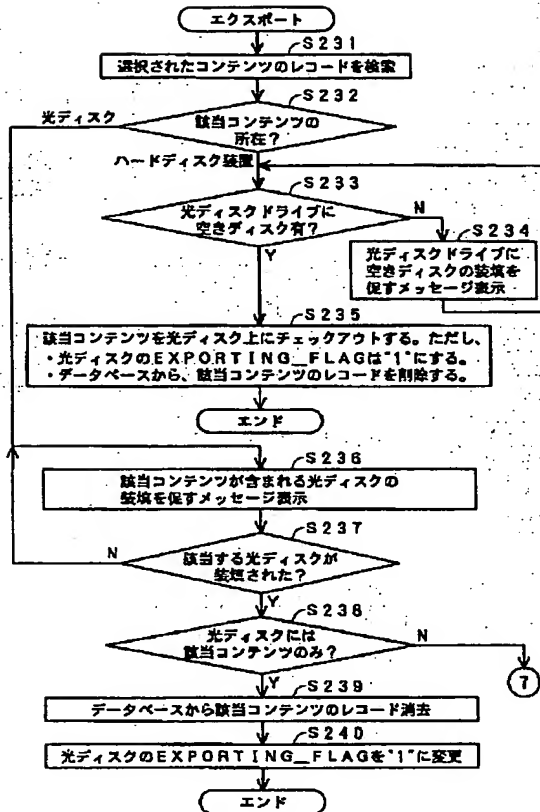 エクスポート
S231
選択されたコンテンツのレコードを検索
S232
光ディスク
該当コンテンツの
所在?
ハードディスク装置
S233
光ディスクドライブに
空きディスク有?
N
S234
光ディスクドライブに
空きディスクの装填を
促すメッセージ表示
Y
S235
該当コンテンツを光ディスク上にチェックアウトする。ただし、
・光ディスクのEXPORTING_FLAGは"1"にする。
・データベースから、該当コンテンツのレコードを削除する。
エンド
S236
該当コンテンツが含まれる光ディスクの
装填を促すメッセージ表示
S237
N
該当する光ディスクが
装填された?
Y
S238
光ディスクには
該当コンテンツのみ?
N
7
Y
S239
データベースから該当コンテンツのレコード消去
S240
光ディスクのEXPORTING_FLAGを"1"に変更
エンド